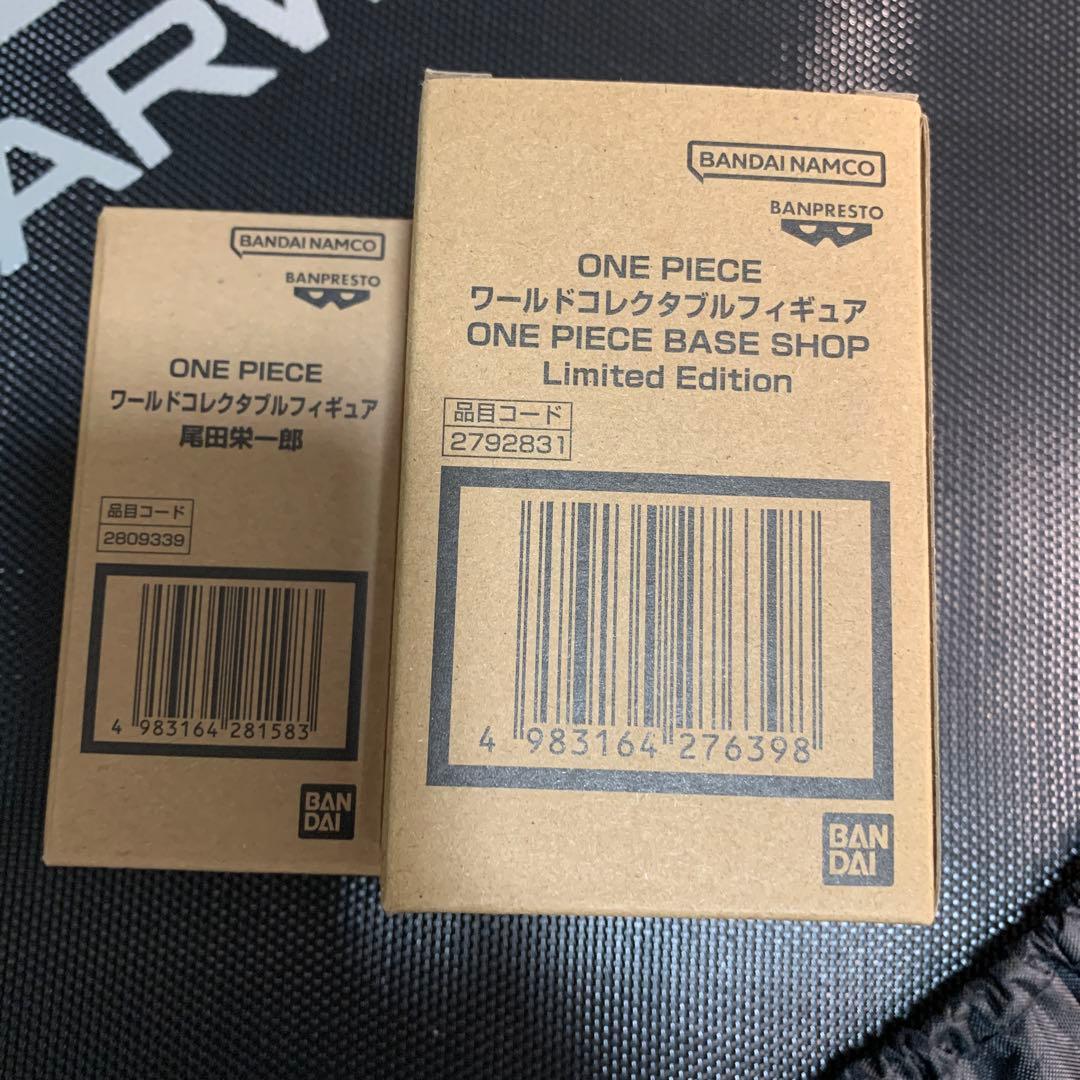 BANDAI NAMCO
BANPRESTO
ONE PIECE
ワールドコレクタブルフィギュア
尾田栄一郎
品目コード
2809339
4 983164 281583
BAN
DAI
BANDAI NAMCO
BANPRESTO
ONE PIECE
ワールドコレクタブルフィギュア
ONE PIECE BASE SHOP
Limited Edition
品目コード
2792831
4 983164 276398
BAN
DAI